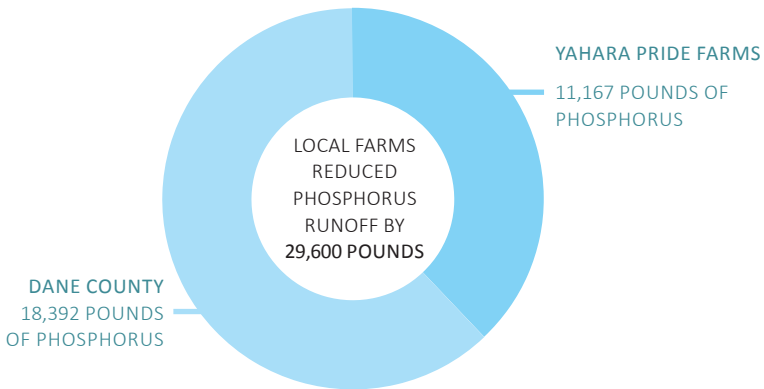 YAHARA PRIDE FARMS
11,167 POUNDS OF
PHOSPHORUS
LOCAL FARMS
REDUCED
PHOSPHORUS
RUNOFF BY
29,600 POUNDS
DANE COUNTY
18,392 POUNDS
OF PHOSPHORUS